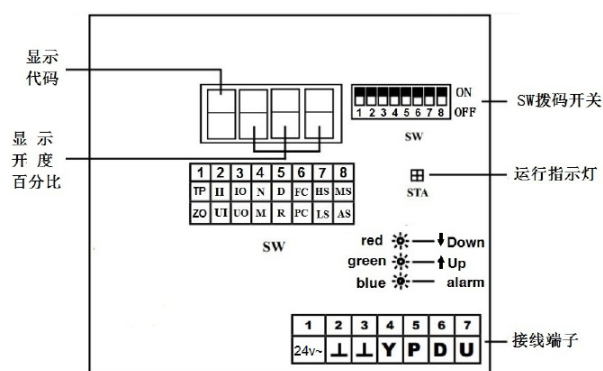 显示
代码
显 示
开 度
百分比
ON
1 2 3 4 5 6 7 8 OFF
SW
SW拨码开关
1 2 3 4 5 6 7 8
TP II IO N D FC HS MS
ZO UI UO M R PC LS AS
SW
STA
运行指示灯
red Down
green Up
blue alarm
1 2 3 4 5 6 7
24v~ ⊥ ⊥ Y P D U
接线端子